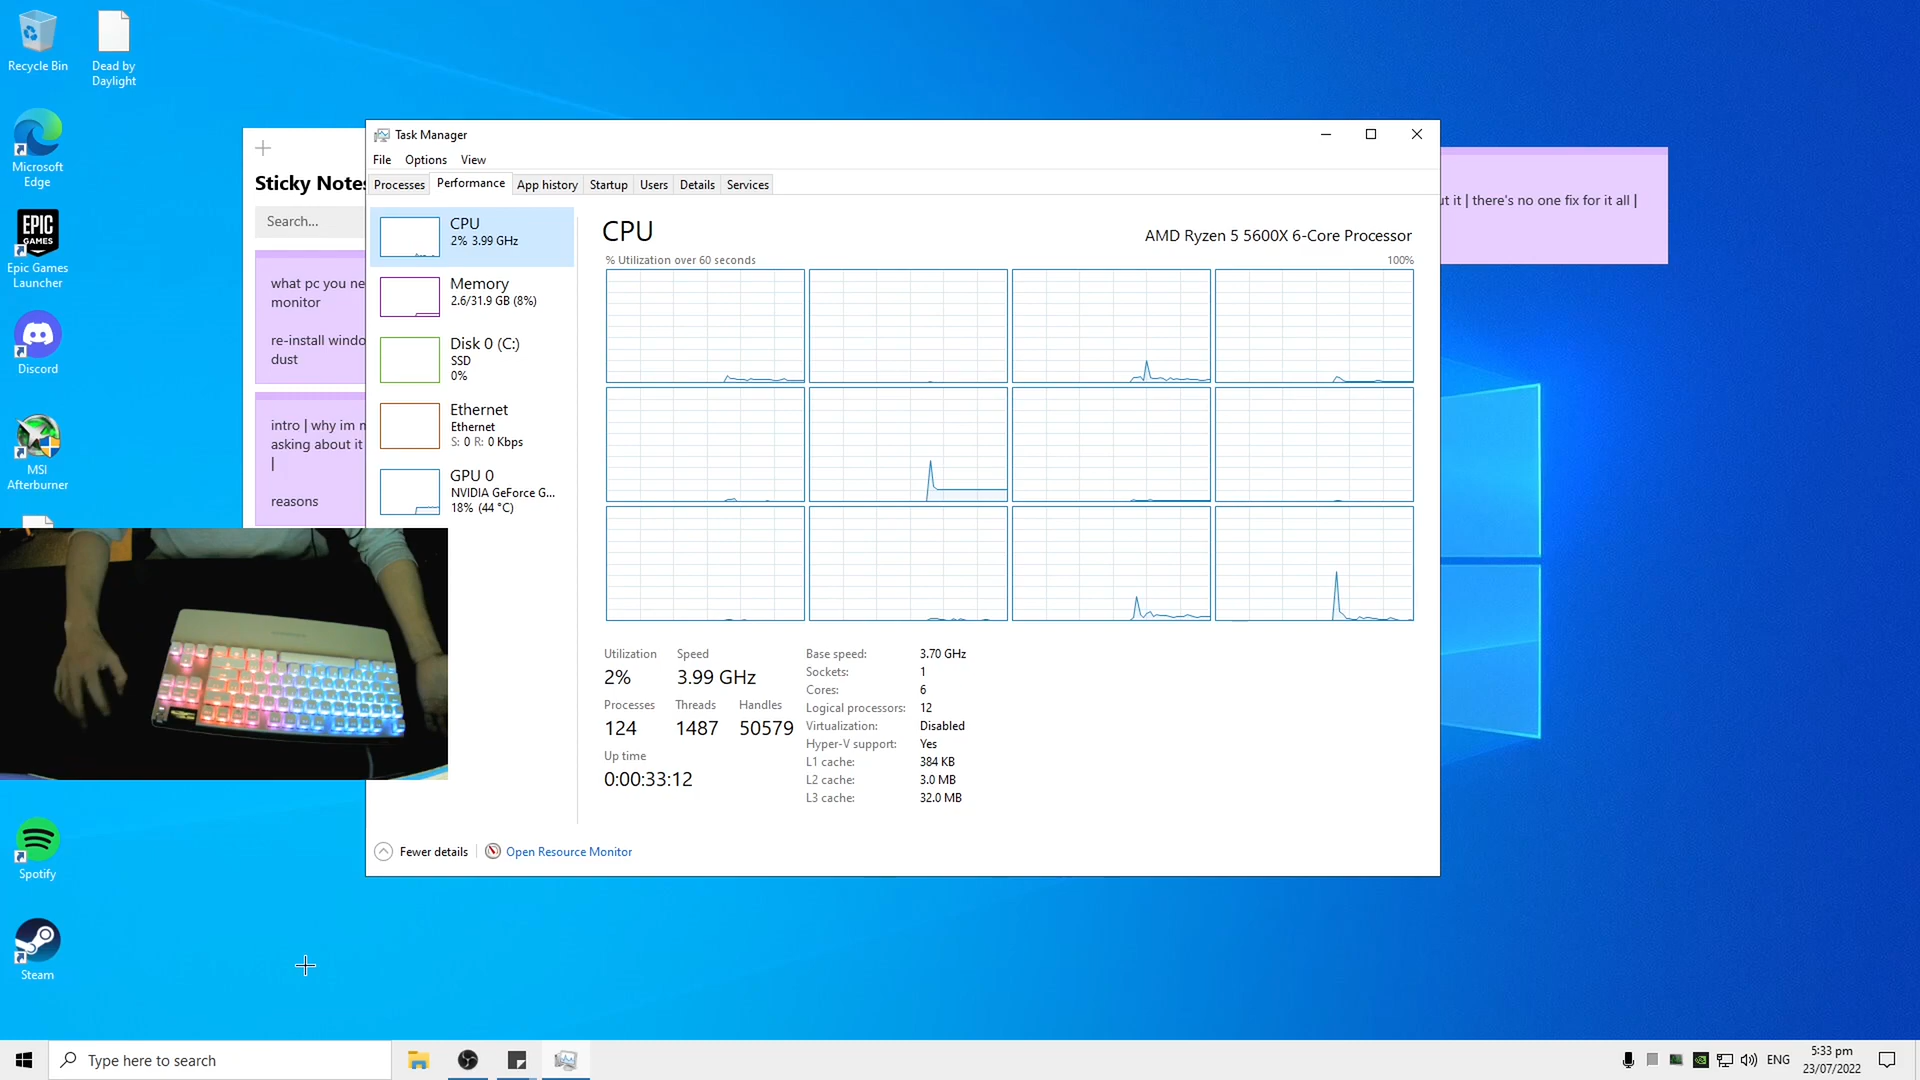 Recycle Bin
Dead by
Daylight
Microsoft
Edge
EPIC
GAMES
Epic Games
Launcher
Discord
MSI
Afterburner
Spotify
Steam
Sticky Notes
Search...
what pc you ne
monitor
re-install windo
dust
intro | why im m
asking about it
|
reasons
Task Manager
File Options View
Processes Performance App history Startup Users Details Services
CPU
2% 3.99 GHz
Memory
2.6/31.9 GB (8%)
Disk 0 (C:)
SSD
0%
Ethernet
Ethernet
S: 0 R: 0 Kbps
GPU 0
NVIDIA GeForce G...
18% (44 °C)
CPU
AMD Ryzen 5 5600X 6-Core Processor
% Utilization over 60 seconds 100%
Utilization Speed
2% 3.99 GHz
Processes Threads Handles
124 1487 50579
Up time
0:00:33:12
Base speed: 3.70 GHz
Sockets: 1
Cores: 6
Logical processors: 12
Virtualization: Disabled
Hyper-V support: Yes
L1 cache: 384 KB
L2 cache: 3.0 MB
L3 cache: 32.0 MB
Fewer details Open Resource Monitor
ut it | there's no one fix for it all |
Type here to search
ENG
5:33 pm
23/07/2022